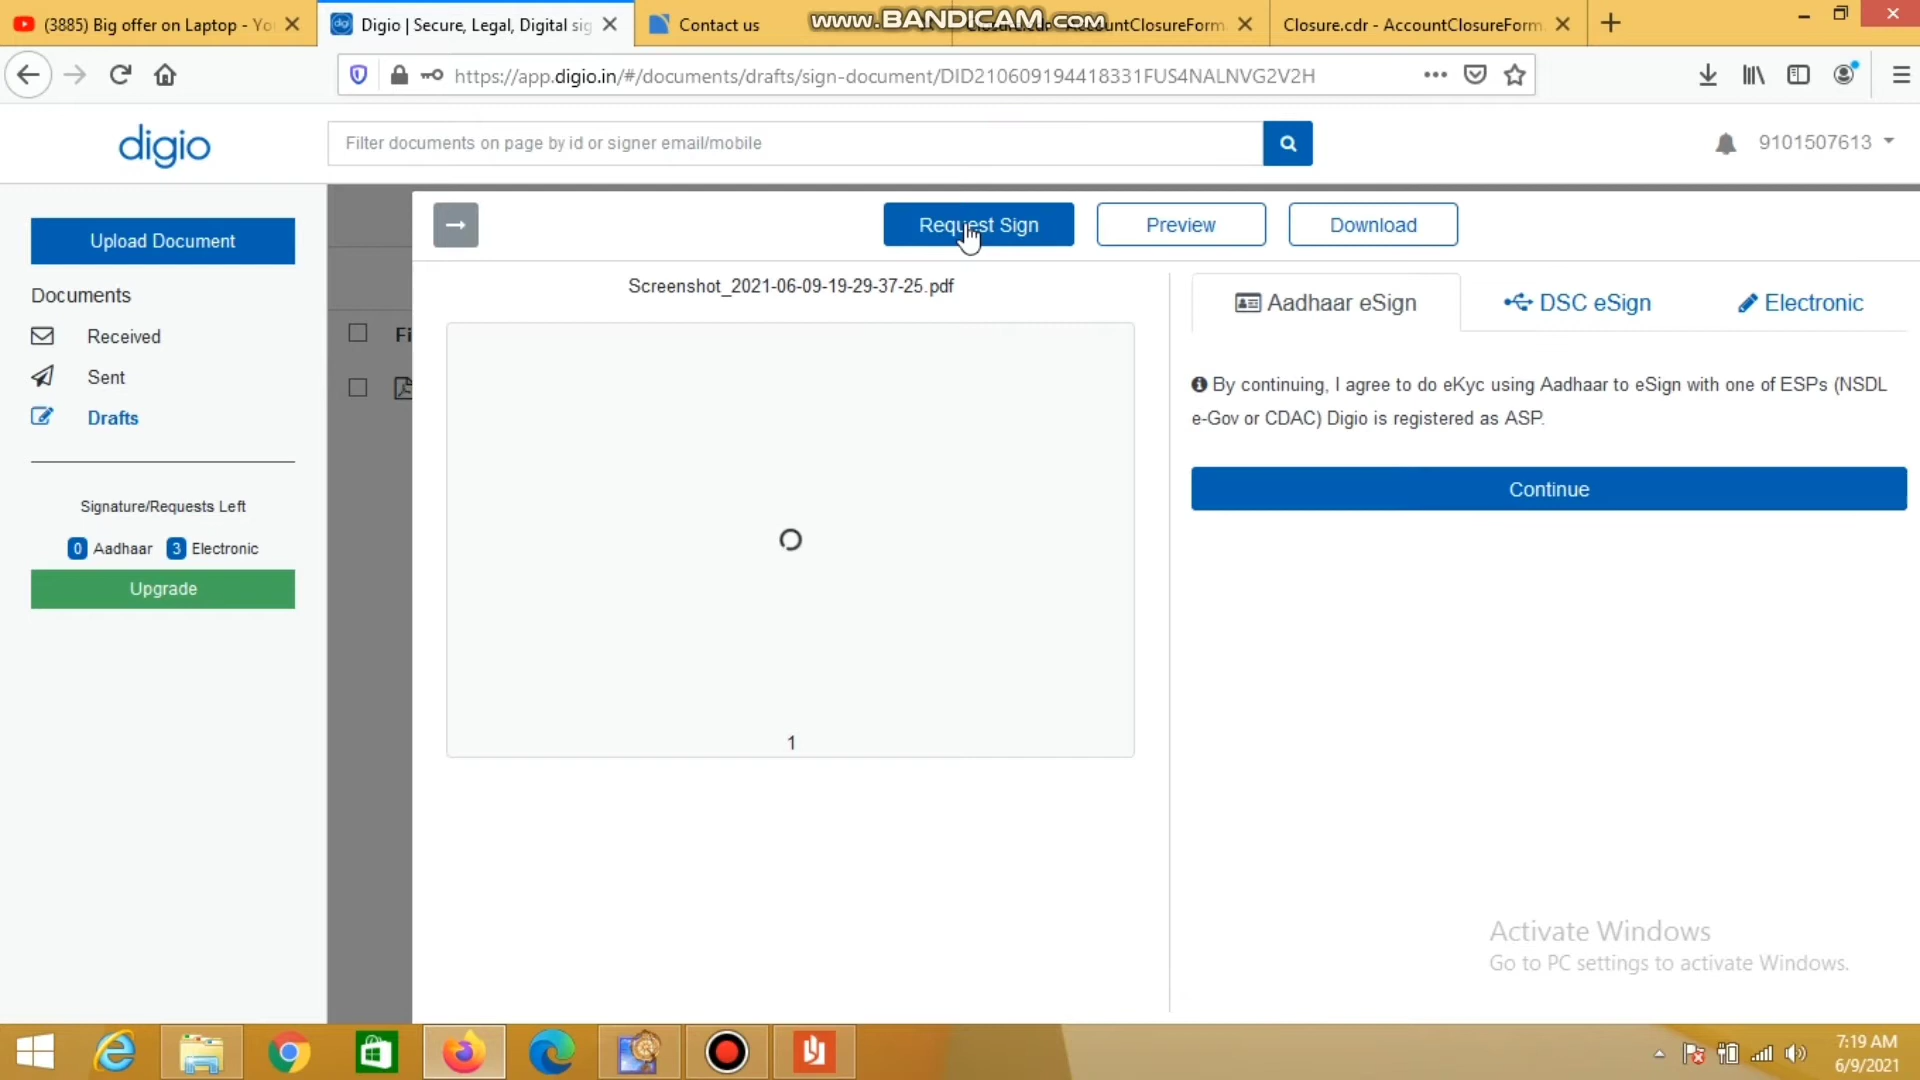 (3885) Big offer on Laptop - Yo
Digio | Secure, Legal, Digital sig
Contact us
www.BANDICAM.com
AccountClosureForm
Closure.cdr - AccountClosureForm
https://app.digio.in/#/documents/drafts/sign-document/DID210609194418331FUS4NALNVG2V2H
digio
Filter documents on page by id or signer email/mobile
9101507613
Upload Document
Request Sign
Preview
Download
Documents
Received
Sent
Drafts
Signature/Requests Left
0 Aadhaar 3 Electronic
Upgrade
Fi
Screenshot_2021-06-09-19-29-37-25.pdf
1
Aadhaar eSign
DSC eSign
Electronic
By continuing, I agree to do eKyc using Aadhaar to eSign with one of ESPs (NSDL
e-Gov or CDAC) Digio is registered as ASP.
Continue
Activate Windows
Go to PC settings to activate Windows.
7:19 AM
6/9/2021